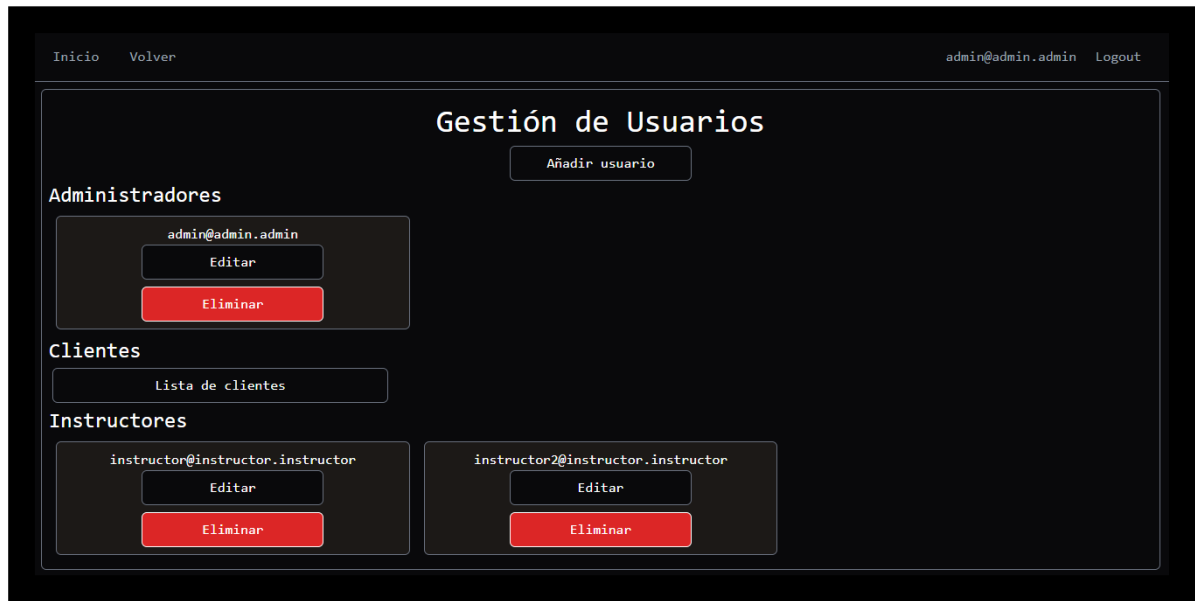 Inicio Volver admin@admin.admin Logout
Gestión de Usuarios
Añadir usuario
Administradores
admin@admin.admin
Editar
Eliminar
Clientes
Lista de clientes
Instructores
instructor@instructor.instructor
Editar
Eliminar
instructor2@instructor.instructor
Editar
Eliminar